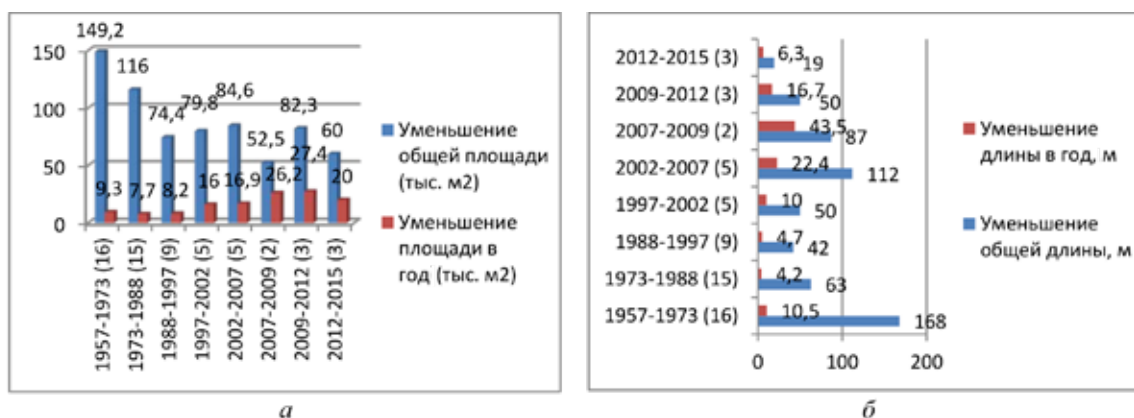 149,2
150
116
100
74,4
79,8
84,6
52,5
82,3
60
50
9,3
7,7
8,2
16
16,9
26,2
27,4
20
0
1957-1973 (16)
1973-1988 (15)
1988-1997 (9)
1997-2002 (5)
2002-2007 (5)
2007-2009 (2)
2009-2012 (3)
2012-2015 (3)
Уменьшение
общей площади
(тыс. м2)
Уменьшение
площади в
год (тыс. м2)
а
2012-2015 (3) 6,3
19
2009-2012 (3) 16,7
50
2007-2009 (2) 43,5
87
2002-2007 (5) 22,4
112
1997-2002 (5) 10
50
1988-1997 (9) 4,7
42
1973-1988 (15) 4,2
63
1957-1973 (16) 10,5
168
0 100 200
Уменьшение
длины в год, м
Уменьшение
общей длины, м
б